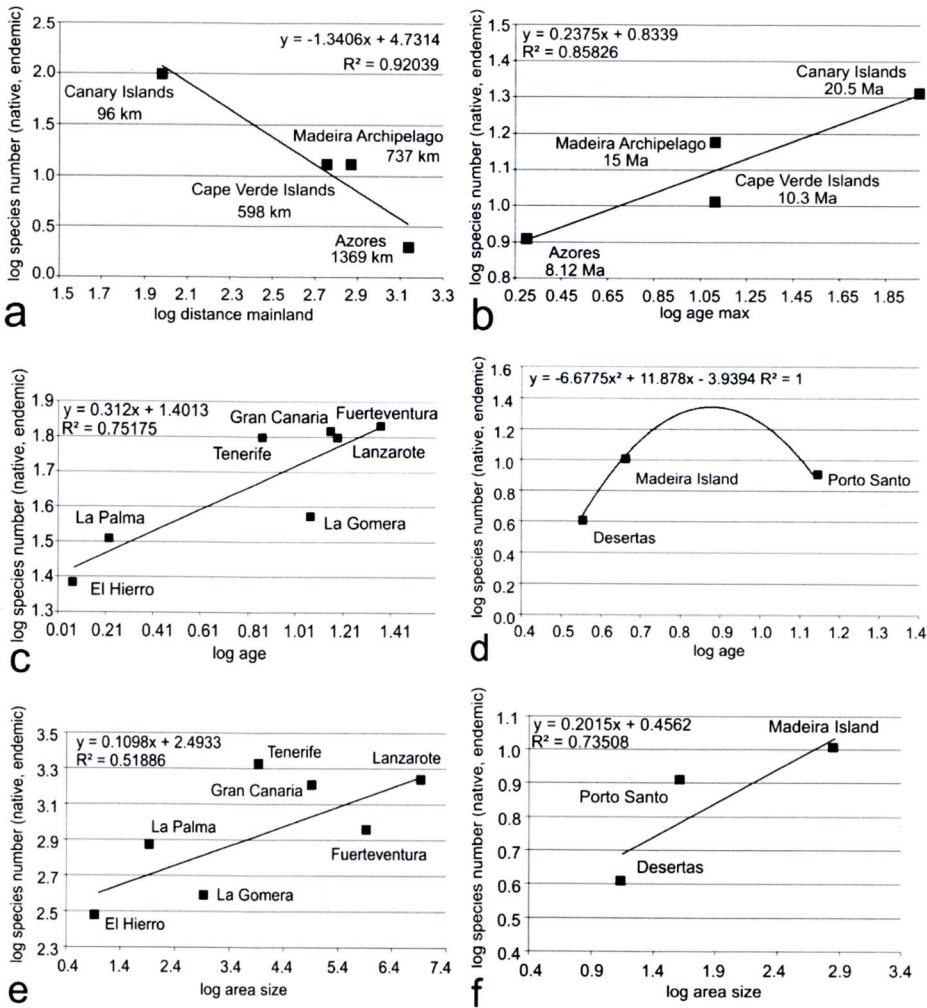 y = -1.3406x + 4.7314
R² = 0.92039
log species number (native, endemic)
2.5
2.0
1.5
1.0
0.5
0.0
Canary Islands
96 km
Madeira Archipelago
737 km
Cape Verde Islands
598 km
Azores
1369 km
1.5 1.7 2.9 2.1 2.3 2.5 2.7 2.9 3.1 3.3
log distance mainland
a
y = 0.2375x + 0.8339
R² = 0.85826
log species number (native, endemic)
1.5
1.4
1.3
1.2
1.1
1.0
0.9
0.8
Canary Islands
20.5 Ma
Madeira Archipelago
15 Ma
Cape Verde Islands
10.3 Ma
Azores
8.12 Ma
0.25 0.45 0.65 0.85 1.05 1.25 1.45 1.65 1.85
log age max
b
y = 0.312x + 1.4013
R² = 0.75175
log species number (native, endemic)
1.9
1.8
1.7
1.6
1.5
1.4
1.3
Gran Canaria
Fuerteventura
Tenerife
Lanzarote
La Palma
La Gomera
El Hierro
0.01 0.21 0.41 0.61 0.81 1.01 1.21 1.41
log age
c
y = -6.6775x² + 11.878x - 3.9394 R² = 1
log species number (native, endemic)
1.6
1.4
1.2
1.0
0.8
0.6
0.4
0.2
0.0
Madeira Island
Porto Santo
Desertas
0.4 0.5 0.6 0.7 0.8 0.9 1.0 1.1 1.2 1.3 1.4
log age
d
y = 0.1098x + 2.4933
R² = 0.51886
log species number (native, endemic)
3.5
3.3
3.1
2.9
2.7
2.5
2.3
Tenerife
Lanzarote
Gran Canaria
La Palma
Fuerteventura
La Gomera
El Hierro
0.4 1.4 2.4 3.4 4.4 5.4 6.4 7.4
log area size
e
y = 0.2015x + 0.4562
R² = 0.73508
log species number (native, endemic)
1.1
1.0
0.9
0.8
0.7
0.6
0.5
0.4
Madeira Island
Porto Santo
Desertas
0.4 0.9 1.4 1.9 2.4 2.9 3.4
log area size
f